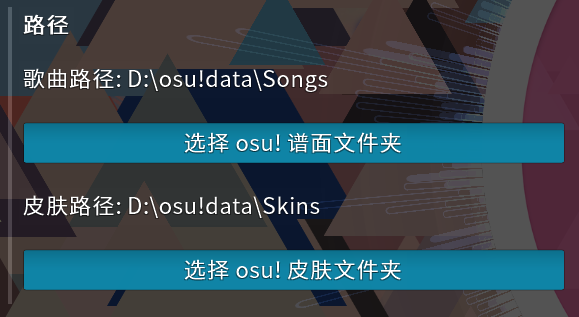 路径
歌曲路径: D:\osu!data\Songs
选择 osu! 谱面文件夹
皮肤路径: D:\osu!data\Skins
选择 osu! 皮肤文件夹